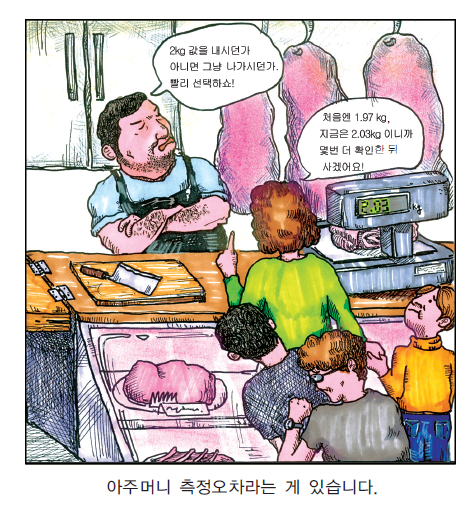 2kg 값을 내시던가
아니면 그냥 나가시던가.
빨리 선택하쇼!
처음엔 1.97 kg,
지금은 2.03kg 이니까
몇번 더 확인한 뒤
사겠어요!
2.03
아주머니 측정오차라는 게 있습니다.